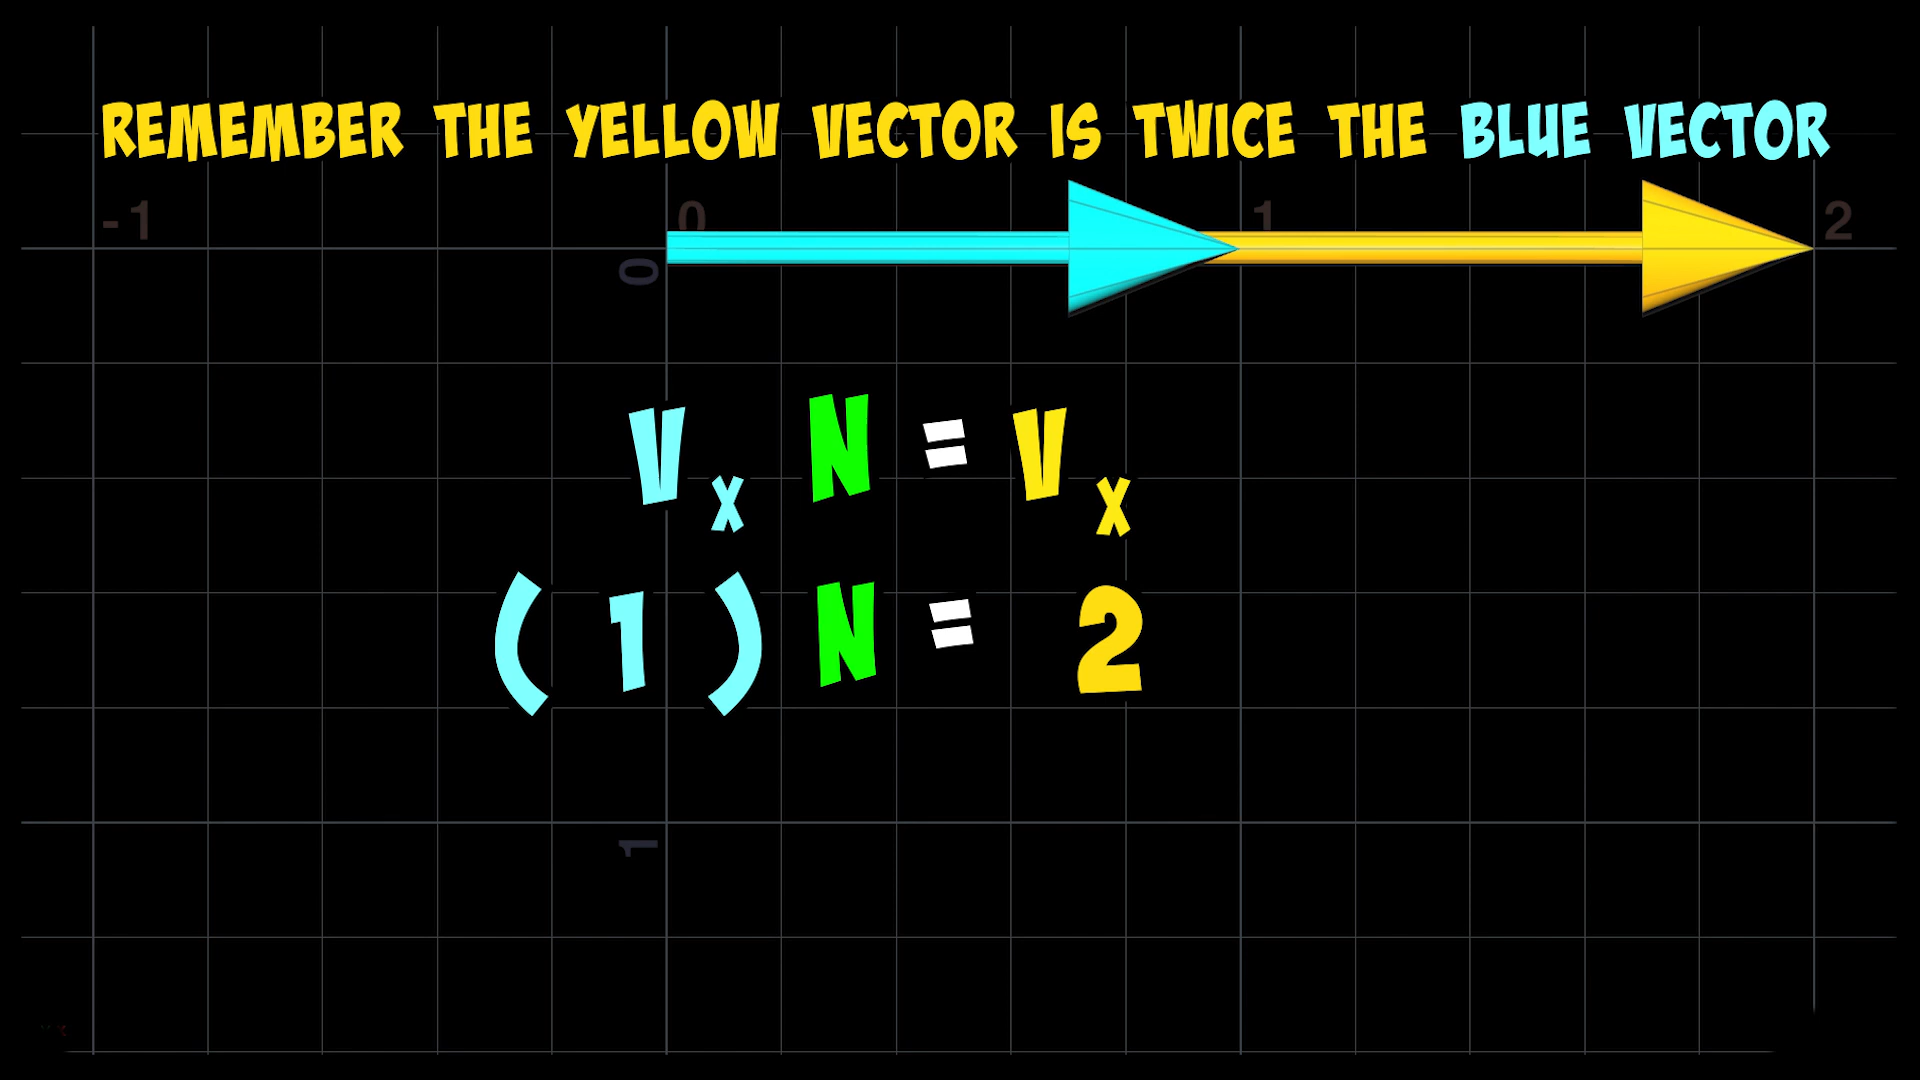 REMEMBER THE YELLOW VECTOR IS TWICE THE BLUE VECTOR
-1 0 1 2
0
Vx N = Vx
( 1 ) N = 2
1